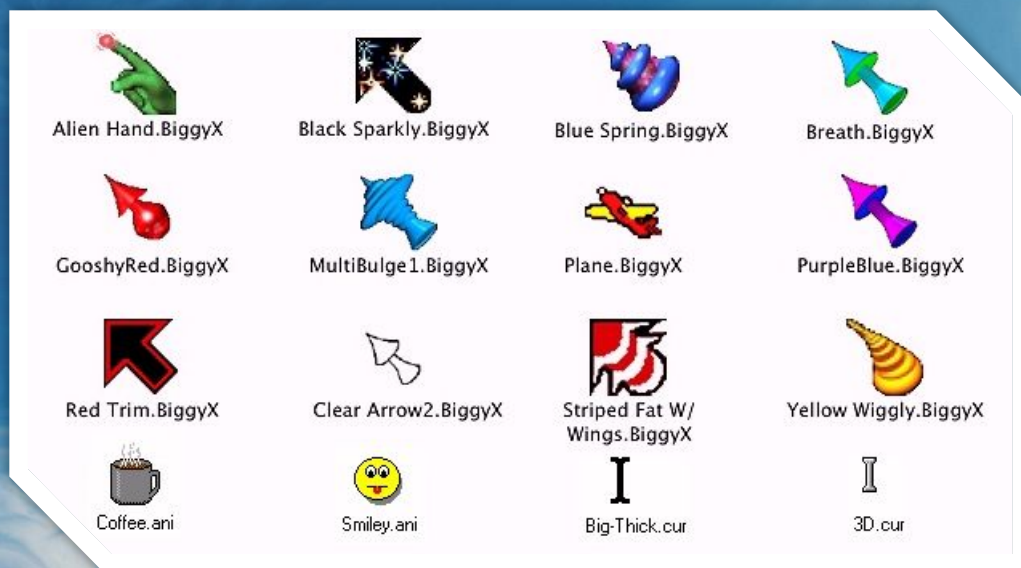 Alien Hand.BiggyX
Black Sparkly.BiggyX
Blue Spring.BiggyX
Breath.BiggyX
GooshyRed.BiggyX
MultiBulge1.BiggyX
Plane.BiggyX
PurpleBlue.BiggyX
Red Trim.BiggyX
Clear Arrow2.BiggyX
Striped Fat W/
Wings.BiggyX
Yellow Wiggly.BiggyX
Coffee.ani
Smiley.ani
Big-Thick.cur
3D.cur